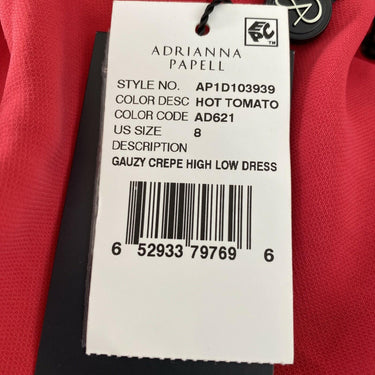 EPC™
ADRIANNA
PAPELL
STYLE NO. AP1D103939
COLOR DESC HOT TOMATO
COLOR CODE AD621
US SIZE 8
DESCRIPTION
GAUZY CREPE HIGH LOW DRESS
6 52933 79769 6